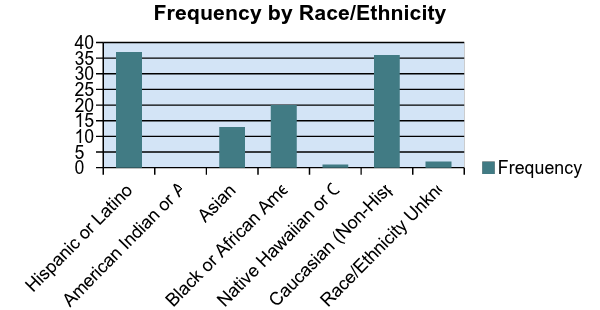 Frequency by Race/Ethnicity
40
35
30
25
20
15
10
5
0
Frequency
Hispanic or Latino
American Indian or A
Asian
Black or African Ame
Native Hawaiian or O
Caucasian (Non-Hisp
Race/Ethnicity Unkno